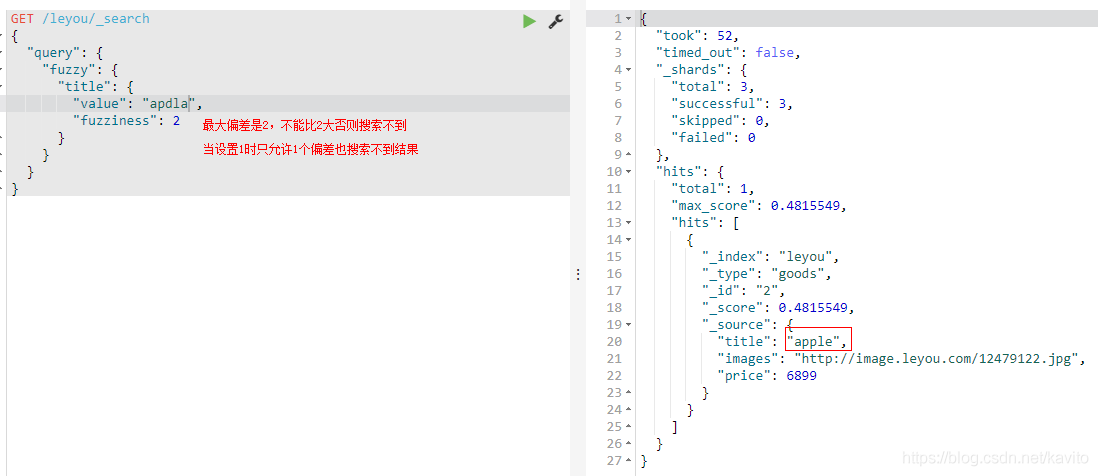 GET /leyou/_search
{
  "query": {
    "fuzzy": {
      "title": {
        "value": "apdla",
        "fuzziness": 2
      }
    }
  }
}
最大偏差是2，不能比2大否则搜索不到
当设置1时只允许1个偏差也搜索不到结果
1 {
2   "took": 52,
3   "timed_out": false,
4   "_shards": {
5     "total": 3,
6     "successful": 3,
7     "skipped": 0,
8     "failed": 0
9   },
10   "hits": {
11     "total": 1,
12     "max_score": 0.4815549,
13     "hits": [
14       {
15         "_index": "leyou",
16         "_type": "goods",
17         "_id": "2",
18         "_score": 0.4815549,
19         "_source": {
20           "title": "apple",
21           "images": "http://image.leyou.com/12479122.jpg",
22           "price": 6899
23         }
24       }
25     ]
26   }
27 }
https://blog.csdn.net/kavito